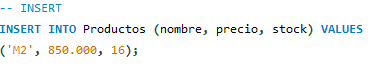 -- INSERT
INSERT INTO Productos (nombre, precio, stock) VALUES
('M2', 850.000, 16);